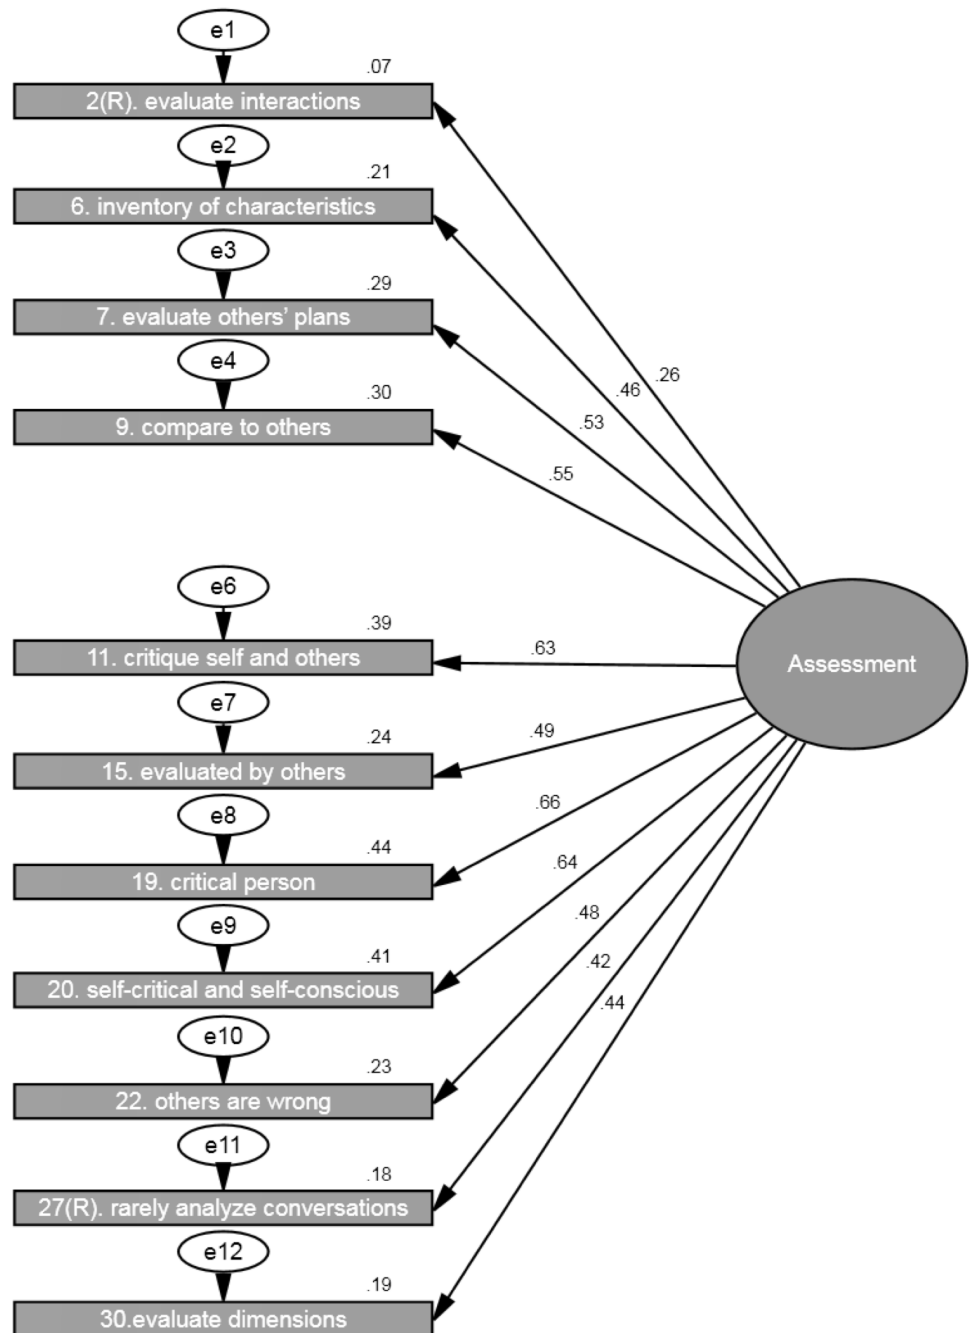 e1
.07
2(R). evaluate interactions
e2
.21
6. inventory of characteristics
e3
.29
7. evaluate others’ plans
e4
.30
9. compare to others
.26
.46
.53
.55
e6
.39
11. critique self and others
.63
Assessment
e7
.24
15. evaluated by others
.49
e8
.44
19. critical person
.66
e9
.41
20. self-critical and self-conscious
.64
e10
.23
22. others are wrong
.48
e11
.18
27(R). rarely analyze conversations
.42
e12
.19
30.evaluate dimensions
.44